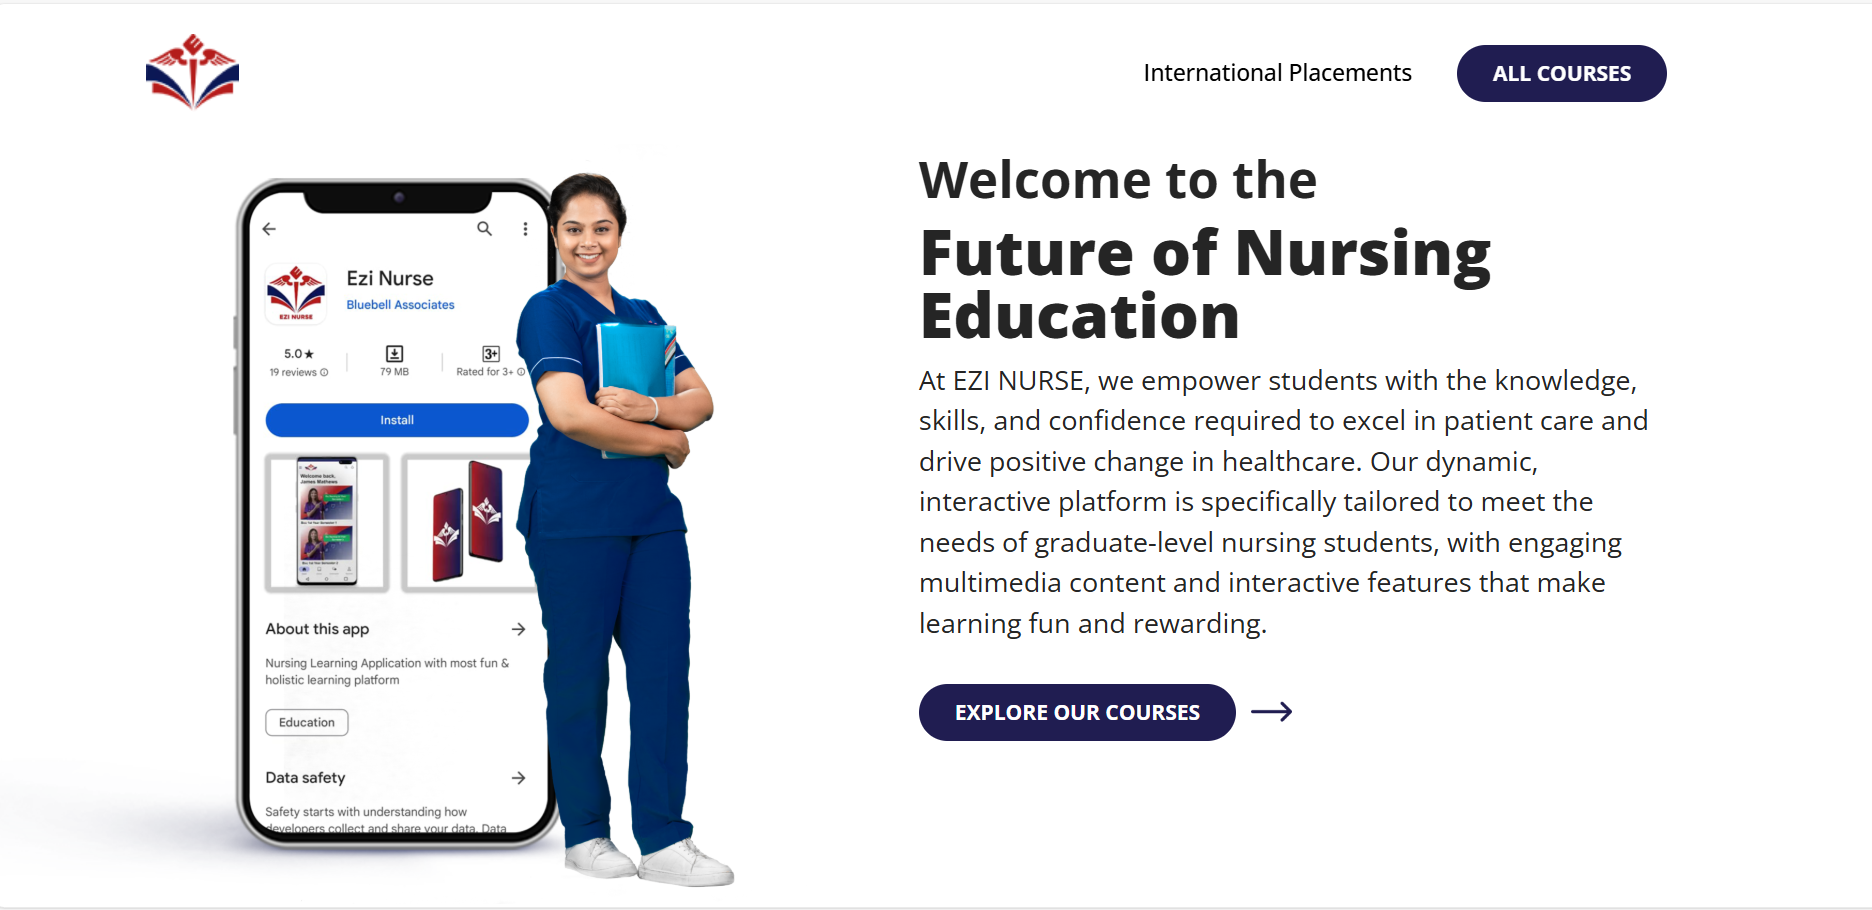 International Placements
ALL COURSES
Welcome to the
Future of Nursing
Education
At EZI NURSE, we empower students with the knowledge,
skills, and confidence required to excel in patient care and
drive positive change in healthcare. Our dynamic,
interactive platform is specifically tailored to meet the
needs of graduate-level nursing students, with engaging
multimedia content and interactive features that make
learning fun and rewarding.
EXPLORE OUR COURSES
Ezi Nurse
Bluebell Associates
EZI NURSE
5.0★
19 reviews
79 MB
3+
Rated for 3+
Install
Welcome back,
James Mathews
About this app
Nursing Learning Application with most fun &
holistic learning platform
Education
Data safety
Safety starts with understanding how
developers collect and share your data. Data